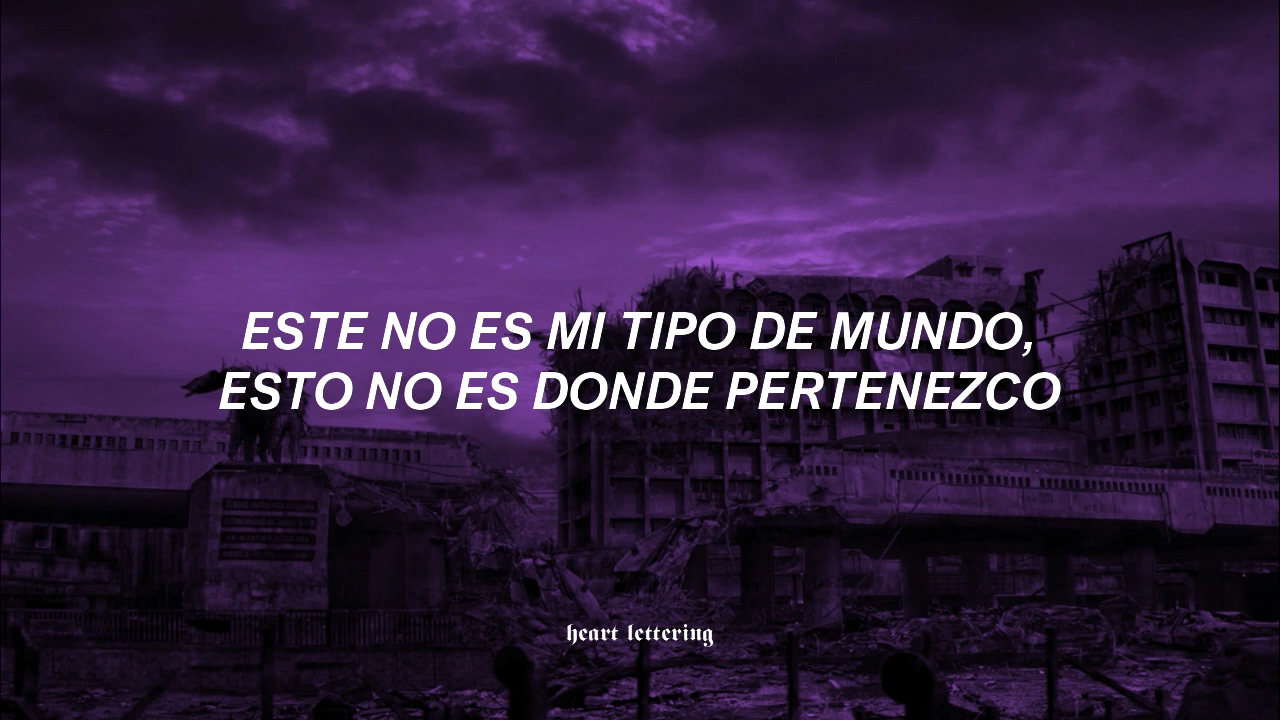 ESTE NO ES MI TIPO DE MUNDO,
ESTO NO ES DONDE PERTENEZCO
heart lettering